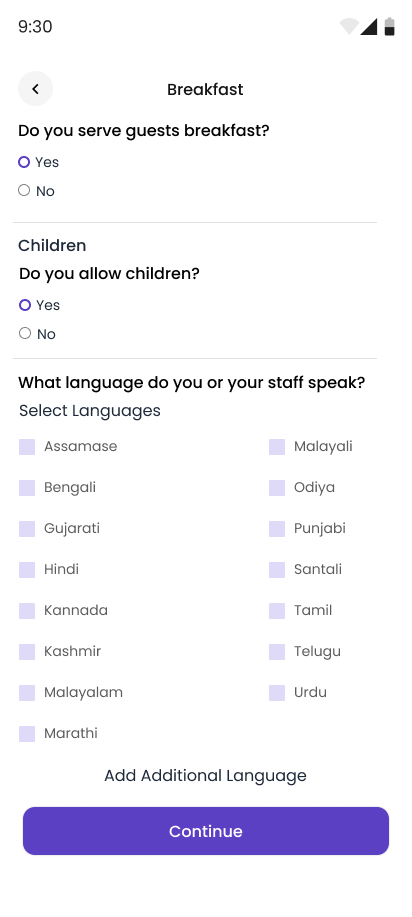 9:30
Breakfast
Do you serve guests breakfast?
Yes
No
Children
Do you allow children?
Yes
No
What language do you or your staff speak?
Select Languages
Assamase
Malayali
Bengali
Odiya
Gujarati
Punjabi
Hindi
Santali
Kannada
Tamil
Kashmir
Telugu
Malayalam
Urdu
Marathi
Add Additional Language
Continue